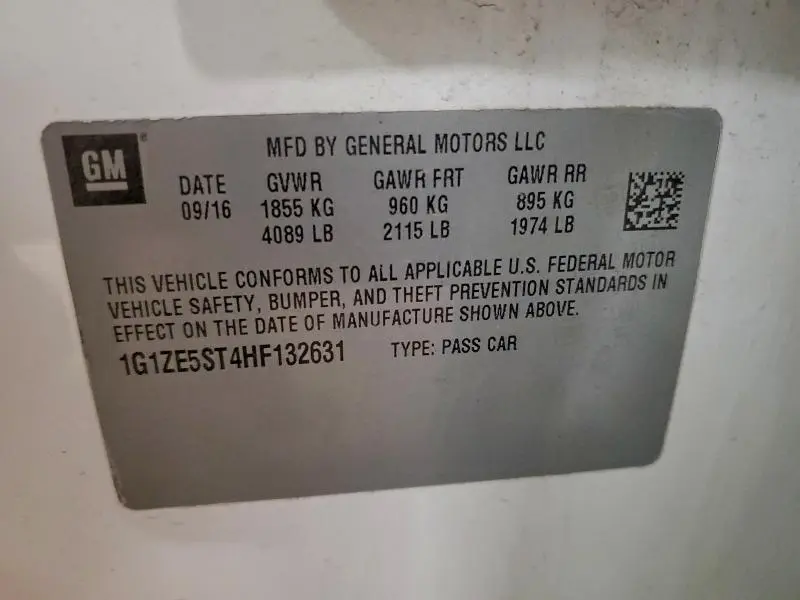 GM®
MFD BY GENERAL MOTORS LLC
DATE GVWR GAWR FRT GAWR RR
09/16 1855 KG 960 KG 895 KG
4089 LB 2115 LB 1974 LB
THIS VEHICLE CONFORMS TO ALL APPLICABLE U.S. FEDERAL MOTOR
VEHICLE SAFETY, BUMPER, AND THEFT PREVENTION STANDARDS IN
EFFECT ON THE DATE OF MANUFACTURE SHOWN ABOVE.
1G1ZE5ST4HF132631 TYPE: PASS CAR